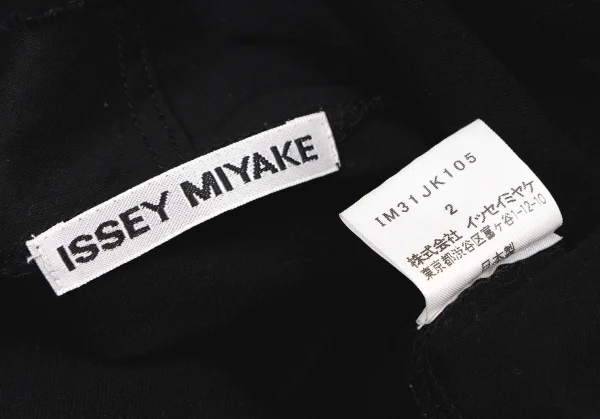 ISSEY MIYAKE
IM31JK105
2
株式会社 イッセイミヤケ
東京都渋谷区富ヶ谷1-12-10
日本製